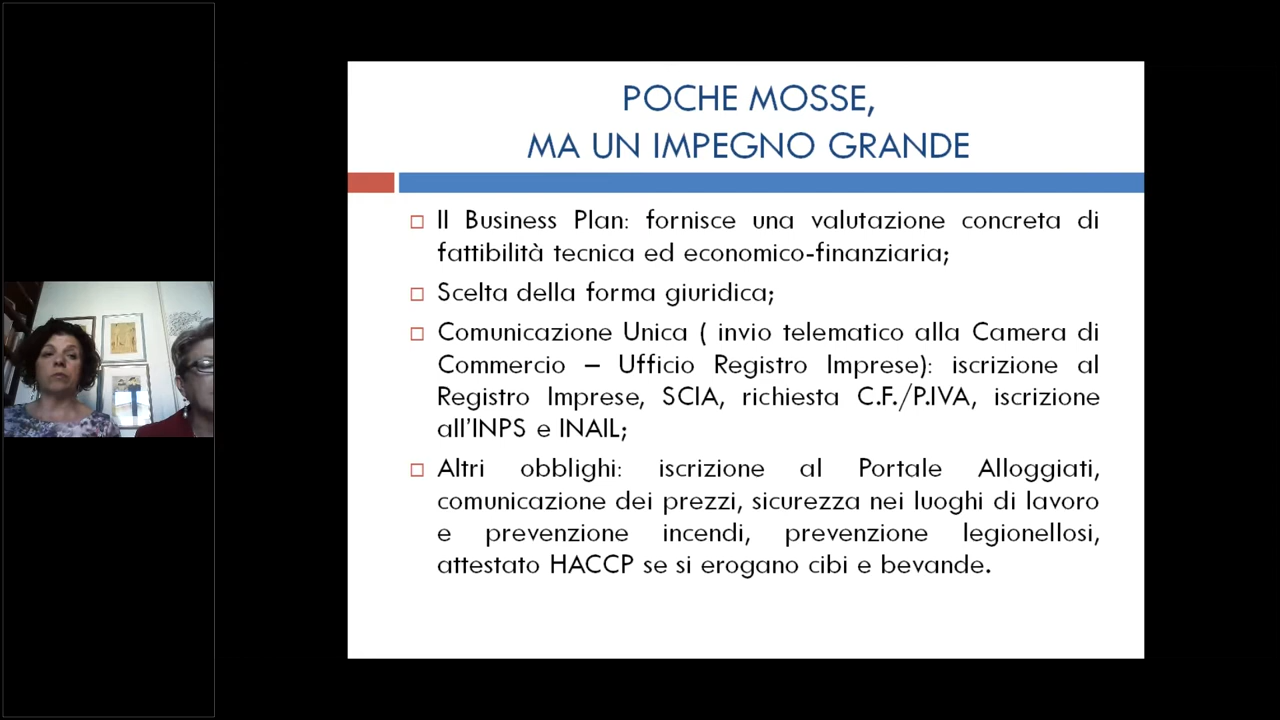 POCHE MOSSE,
MA UN IMPEGNO GRANDE
Il Business Plan: fornisce una valutazione concreta di
fattibilità tecnica ed economico-finanziaria;
Scelta della forma giuridica;
Comunicazione Unica ( invio telematico alla Camera di
Commercio – Ufficio Registro Imprese): iscrizione al
Registro Imprese, SCIA, richiesta C.F./P.IVA, iscrizione
all'INPS e INAIL;
Altri obblighi: iscrizione al Portale Alloggiati,
comunicazione dei prezzi, sicurezza nei luoghi di lavoro
e prevenzione incendi, prevenzione legionellosi,
attestato HACCP se si erogano cibi e bevande.